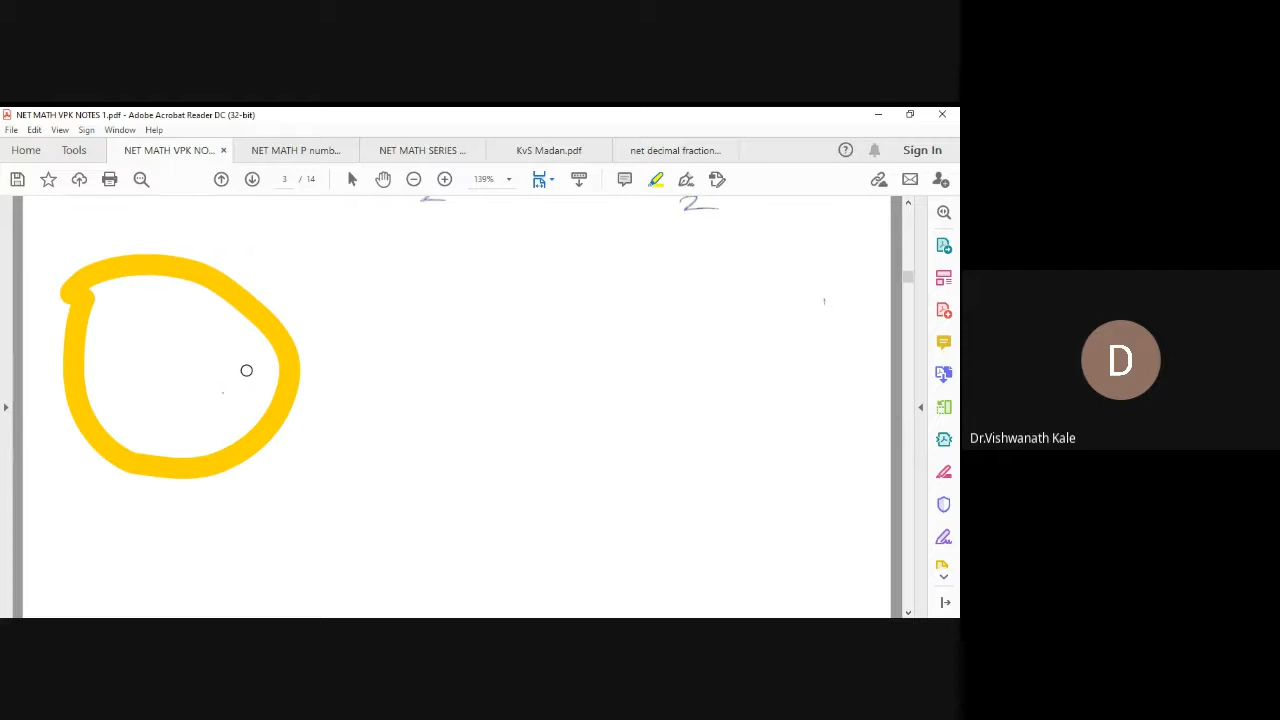 NET MATH VPK NOTES 1.pdf - Adobe Acrobat Reader DC (32-bit)
File Edit View Sign Window Help
Home Tools NET MATH VPK NO... × NET MATH P numb... NET MATH SERIES ... KvS Madan.pdf net decimal fraction... Sign In
3 / 14 139%
2 2
D
Dr.Vishwanath Kale